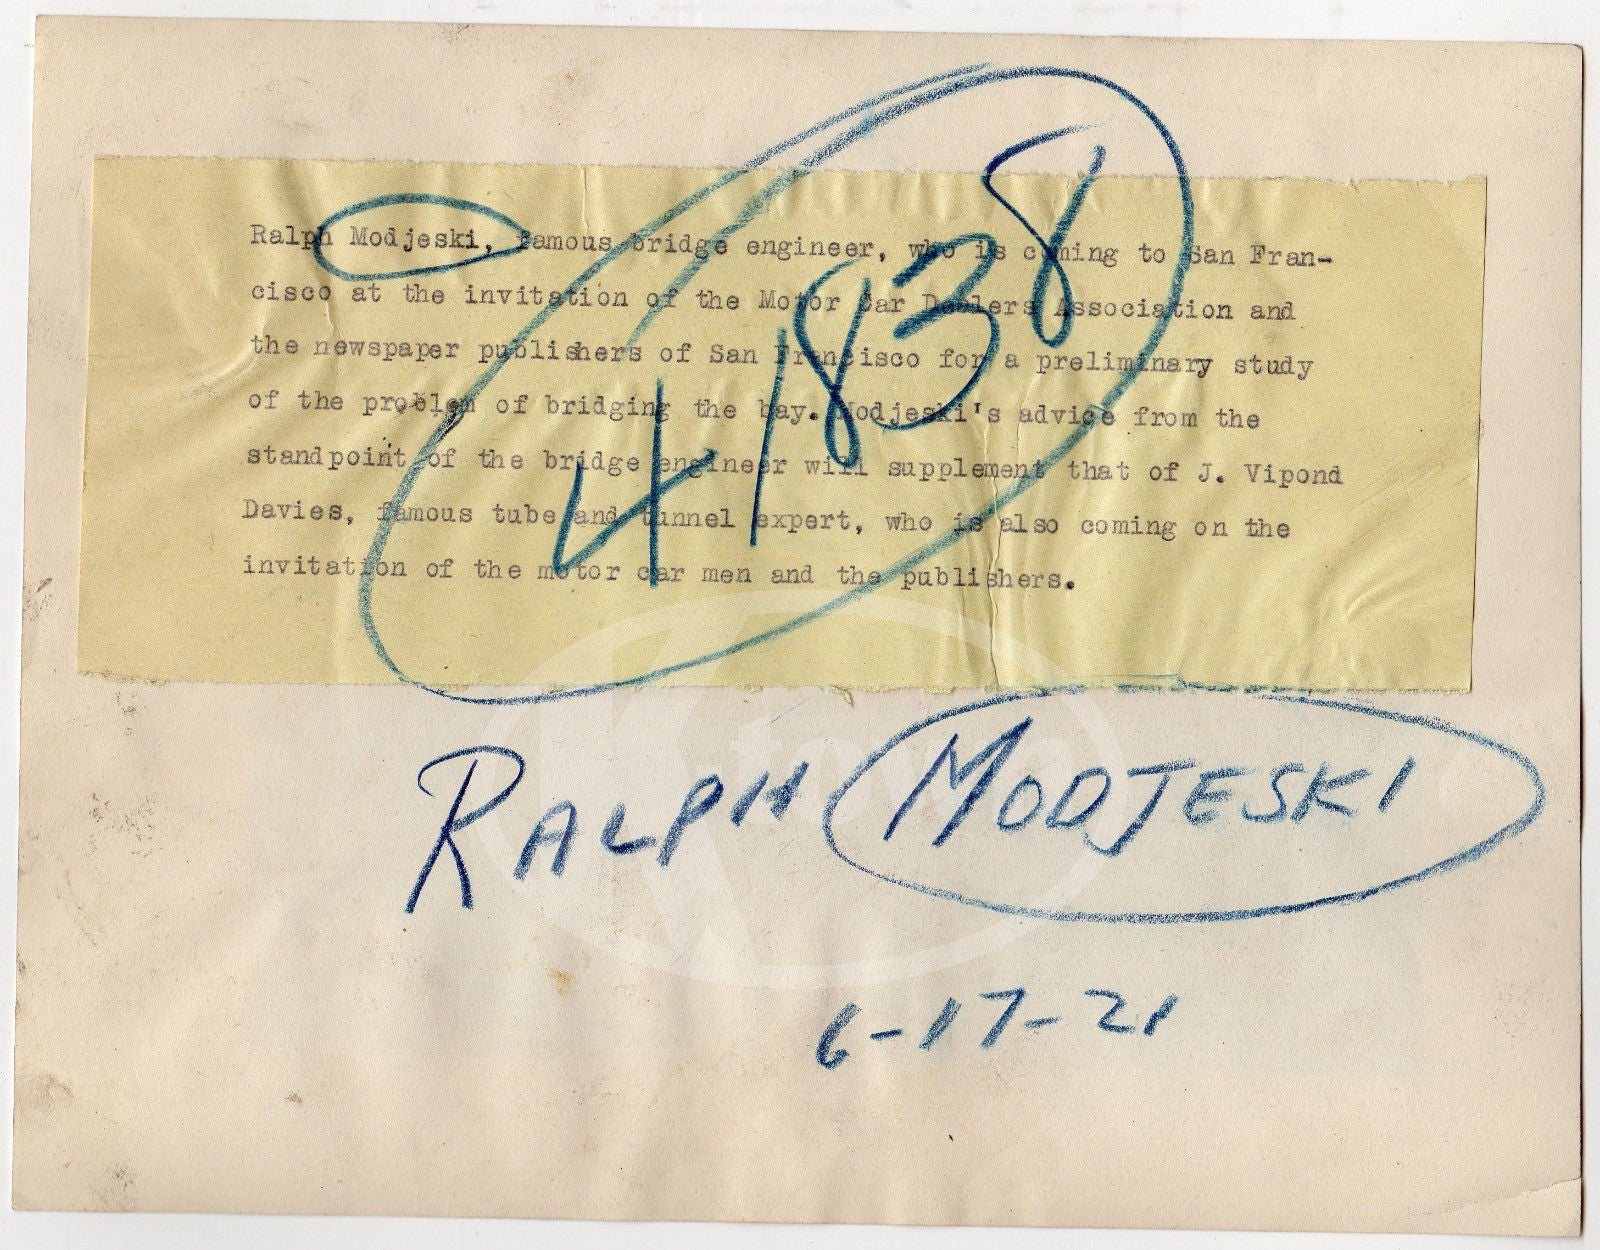 Ralph Modjeski, famous bridge engineer, who is coming to San Fran-
cisco at the invitation of the Motor Car Dealers Association and
the newspaper publishers of San Francisco for a preliminary study
of the problem of bridging the bay. Modjeski's advice from the
standpoint of the bridge engineer will supplement that of J. Vipond
Davies, famous tube and tunnel expert, who is also coming on the
invitation of the motor car men and the publishers.
41838
RALPH MODJESKI
6-17-21